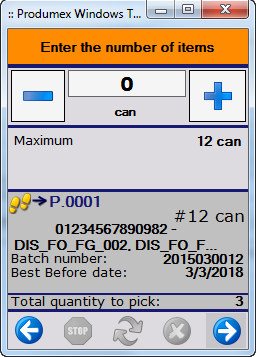 :: Produmex Windows T...
Enter the number of items
0
can
Maximum 12 can
P.0001
#12 can
01234567890982 -
DIS_FO_FG_002, DIS_FO_F...
Batch number: 2015030012
Best Before date: 3/3/2018
Total quantity to pick: 3
STOP